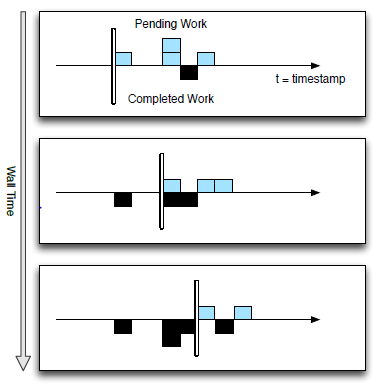 Pending Work
t = timestamp
Completed Work
Wall Time